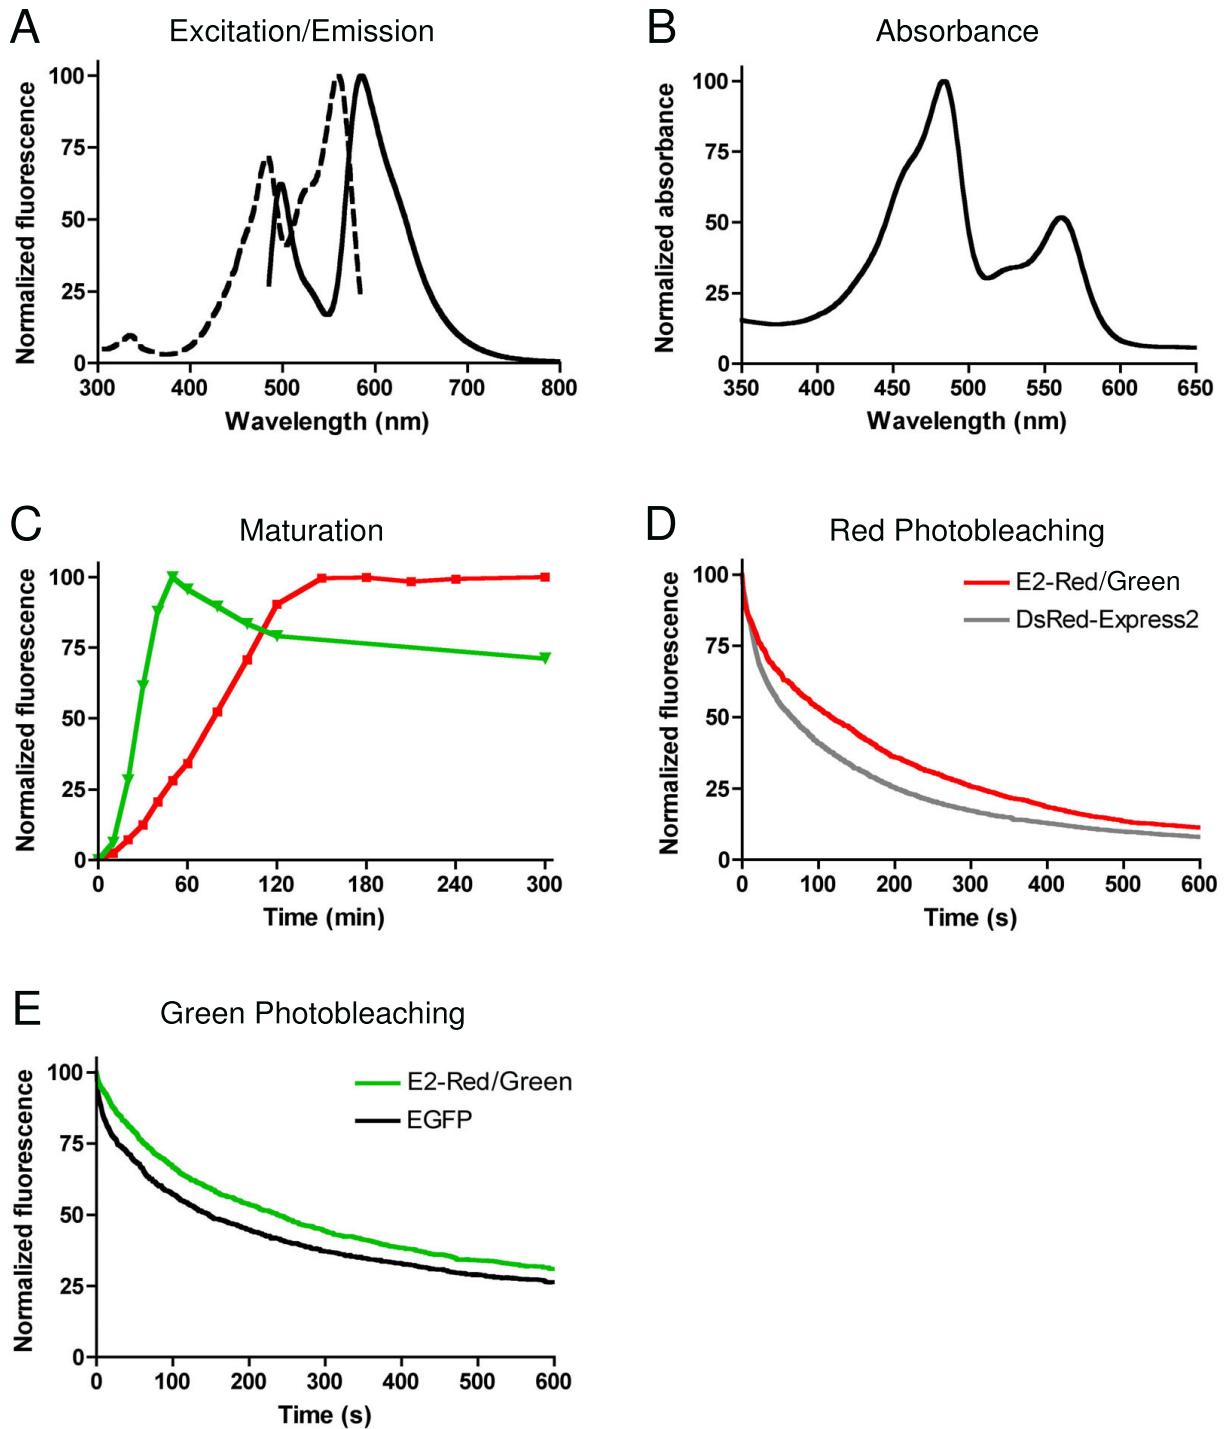 A
Excitation/Emission
Normalized fluorescence
100
75
50
25
0
300 400 500 600 700 800
Wavelength (nm)
B
Absorbance
Normalized absorbance
100
75
50
25
0
350 400 450 500 550 600 650
Wavelength (nm)
C
Maturation
Normalized fluorescence
100
75
50
25
0
0 60 120 180 240 300
Time (min)
D
Red Photobleaching
E2-Red/Green
DsRed-Express2
Normalized fluorescence
100
75
50
25
0
0 100 200 300 400 500 600
Time (s)
E
Green Photobleaching
E2-Red/Green
EGFP
Normalized fluorescence
100
75
50
25
0
0 100 200 300 400 500 600
Time (s)